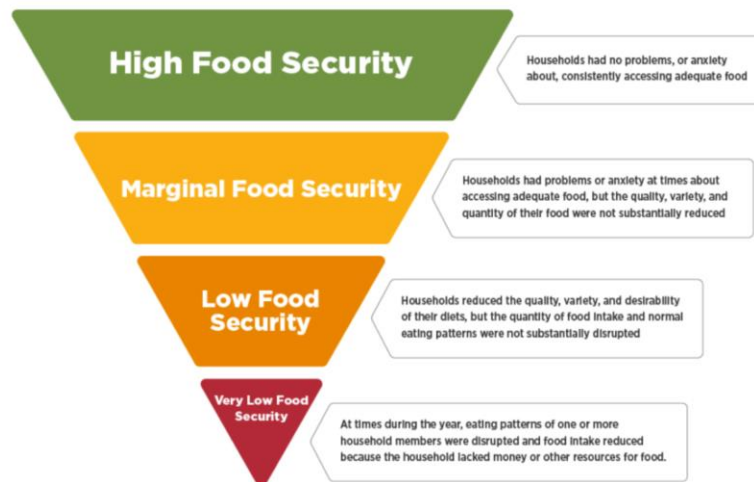 High Food Security
Households had no problems, or anxiety
about, consistently accessing adequate food
Marginal Food Security
Households had problems or anxiety at times about
accessing adequate food, but the quality, variety, and
quantity of their food were not substantially reduced
Low Food
Security
Households reduced the quality, variety, and desirability
of their diets, but the quantity of food intake and normal
eating patterns were not substantially disrupted
Very Low Food
Security
At times during the year, eating patterns of one or more
household members were disrupted and food intake reduced
because the household lacked money or other resources for food.